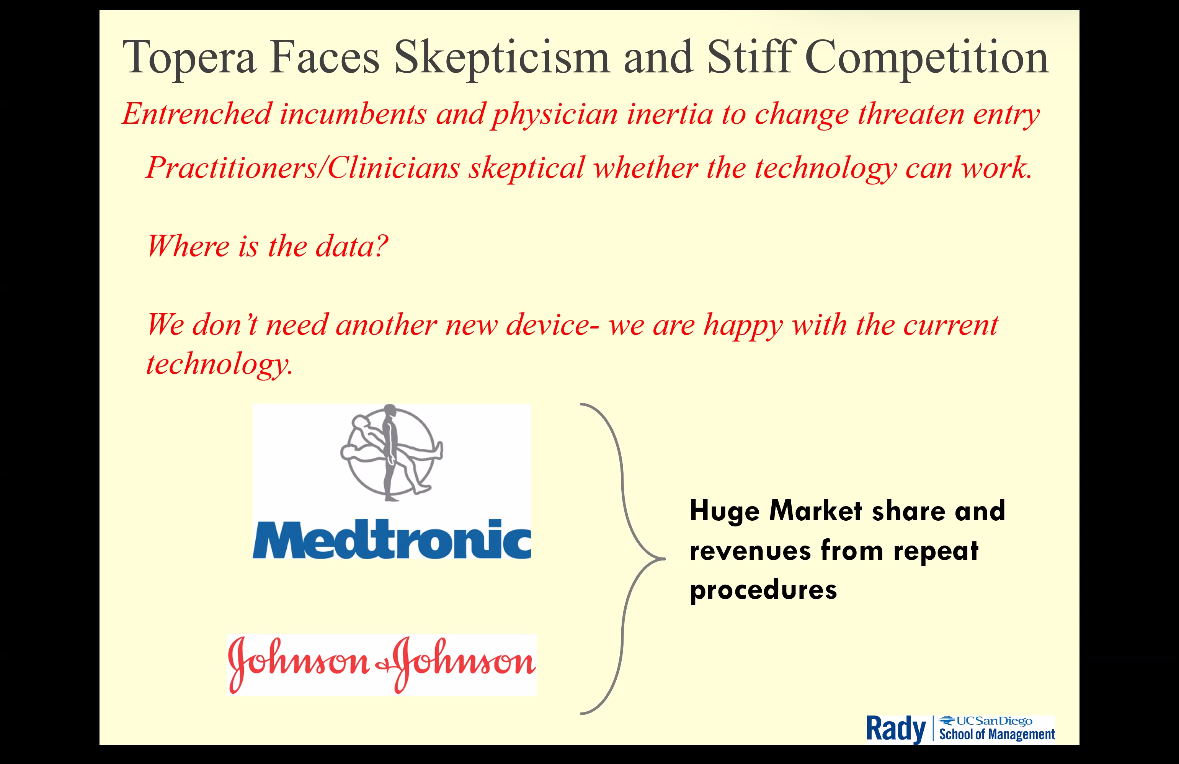 Topera Faces Skepticism and Stiff Competition
Entrenched incumbents and physician inertia to change threaten entry
Practitioners/Clinicians skeptical whether the technology can work.
Where is the data?
We don’t need another new device- we are happy with the current
technology.
Medtronic
Huge Market share and
revenues from repeat
procedures
Johnson & Johnson
Rady
UC San Diego
School of Management